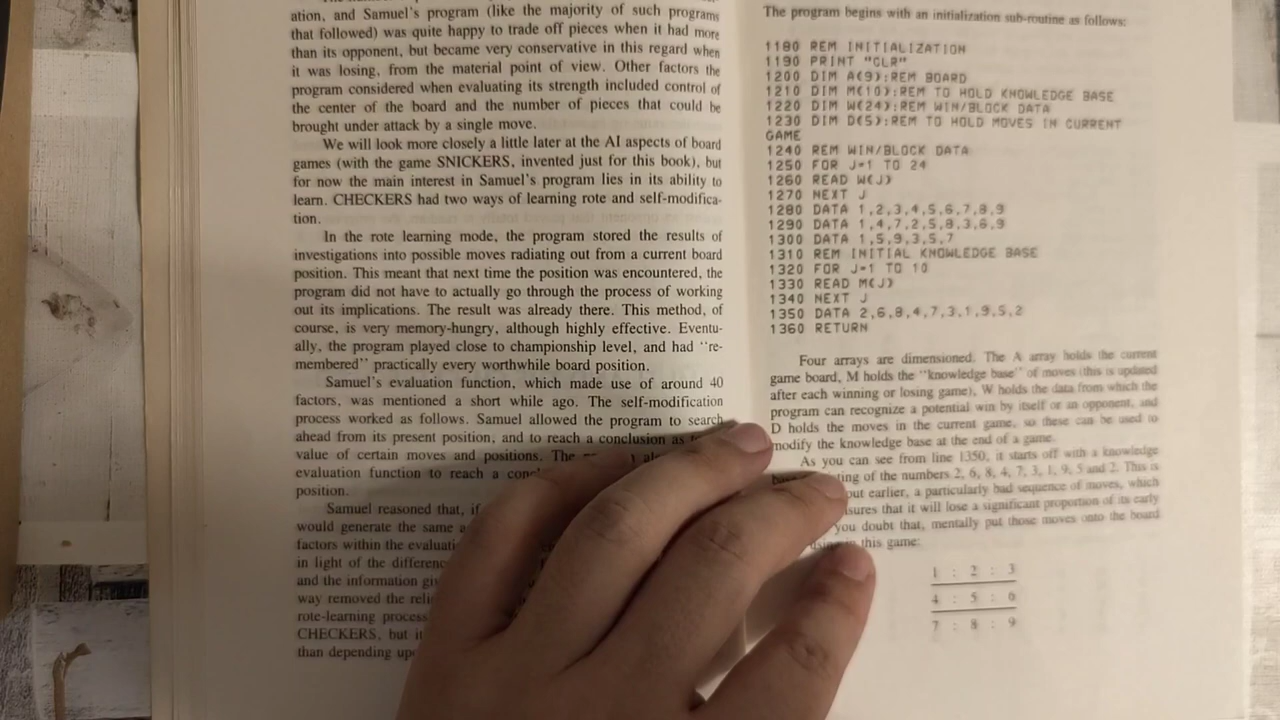 ation, and Samuel's program (like the majority of such programs
that followed) was quite happy to trade off pieces when it had more
than its opponent, but became very conservative in this regard when
it was losing, from the material point of view. Other factors the
program considered when evaluating its strength included control of
the center of the board and the number of pieces that could be
brought under attack by a single move.
We will look more closely a little later at the AI aspects of board
games (with the game SNICKERS, invented just for this book), but
for now the main interest in Samuel's program lies in its ability to
learn. CHECKERS had two ways of learning rote and self-modifica-
tion.
In the rote learning mode, the program stored the results of
investigations into possible moves radiating out from a current board
position. This meant that next time the position was encountered, the
program did not have to actually go through the process of working
out its implications. The result was already there. This method, of
course, is very memory-hungry, although highly effective. Eventu-
ally, the program played close to championship level, and had "re-
membered" practically every worthwhile board position.
Samuel's evaluation function, which made use of around 40
factors, was mentioned a short while ago. The self-modification
process worked as follows. Samuel allowed the program to search
ahead from its present position, and to reach a conclusion as
value of certain moves and positions. The
evaluation function to reach a
position.
Samuel reasoned that, if
would generate the same
factors within the
in light of the
and the information
way removed the
rote-learning process
CHECKERS, but it
than depending
The program begins with an initialization sub-routine as follows:
1180 REM INITIALIZATION
1190 PRINT "CLR"
1200 DIM A(9):REM BOARD
1210 DIM M(10):REM TO HOLD KNOWLEDGE BASE
1220 DIM W(24):REM WIN/BLOCK DATA
1230 DIM D(5):REM TO HOLD MOVES IN CURRENT
GAME
1240 REM WIN/BLOCK DATA
1250 FOR J=1 TO 24
1260 READ W(J)
1270 NEXT J
1280 DATA 1,2,3,4,5,6,7,8,9
1290 DATA 1,4,7,2,5,8,3,6,9
1300 DATA 1,5,9,3,5,7
1310 REM INITIAL KNOWLEDGE BASE
1320 FOR J=1 TO 10
1330 READ M(J)
1340 NEXT J
1350 DATA 2,6,8,4,7,3,1,9,5,2
1360 RETURN
Four arrays are dimensioned. The A array holds the current
game board, M holds the "knowledge base" of moves (this is updated
after each winning or losing game), W holds the data from which the
program can recognize a potential win by itself or an opponent, and
D holds the moves in the current game, so these can be used to
modify the knowledge base at the end of a game.
As you can see from line 1350, it starts off with a knowledge
of the numbers 2, 6, 8, 4, 7, 3, 1, 9, 5 and 2. This is
out earlier, a particularly bad sequence of moves, which
that it will lose a significant proportion of its early
you doubt that, mentally put those moves onto the board
this game:
1 : 2 : 3
4 : 5 : 6
7 : 8 : 9